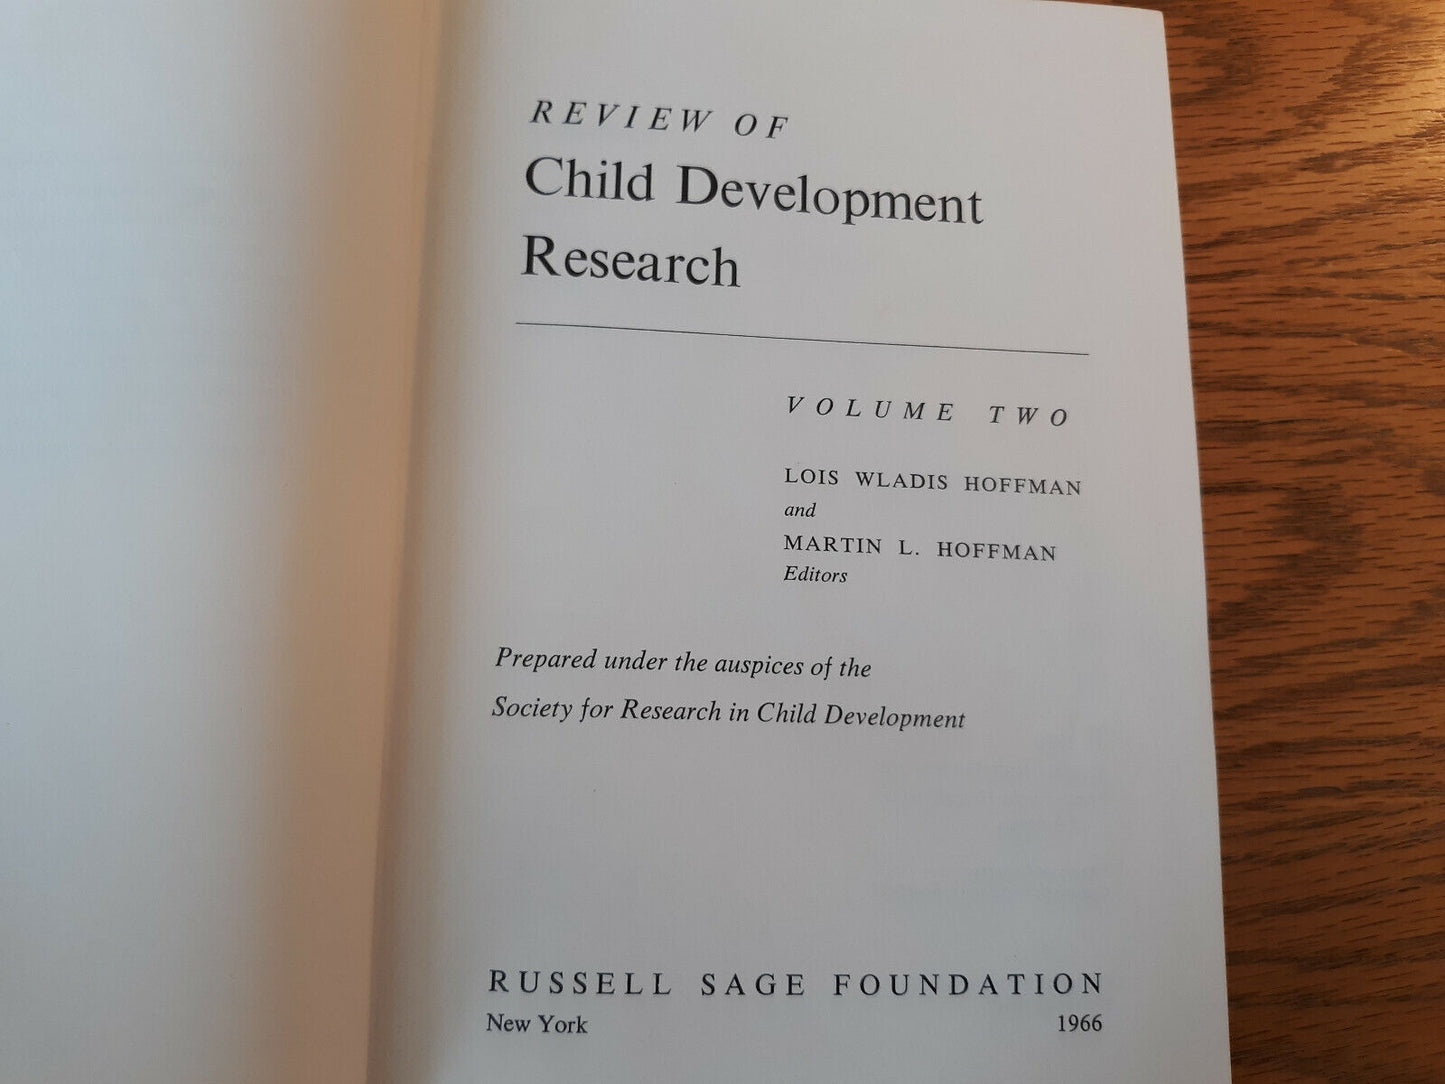 REVIEW OF
Child Development
Research
VOLUME TWO
LOIS WLADIS HOFFMAN
and
MARTIN L. HOFFMAN
Editors
Prepared under the auspices of the
Society for Research in Child Development
RUSSELL SAGE FOUNDATION
New York 1966